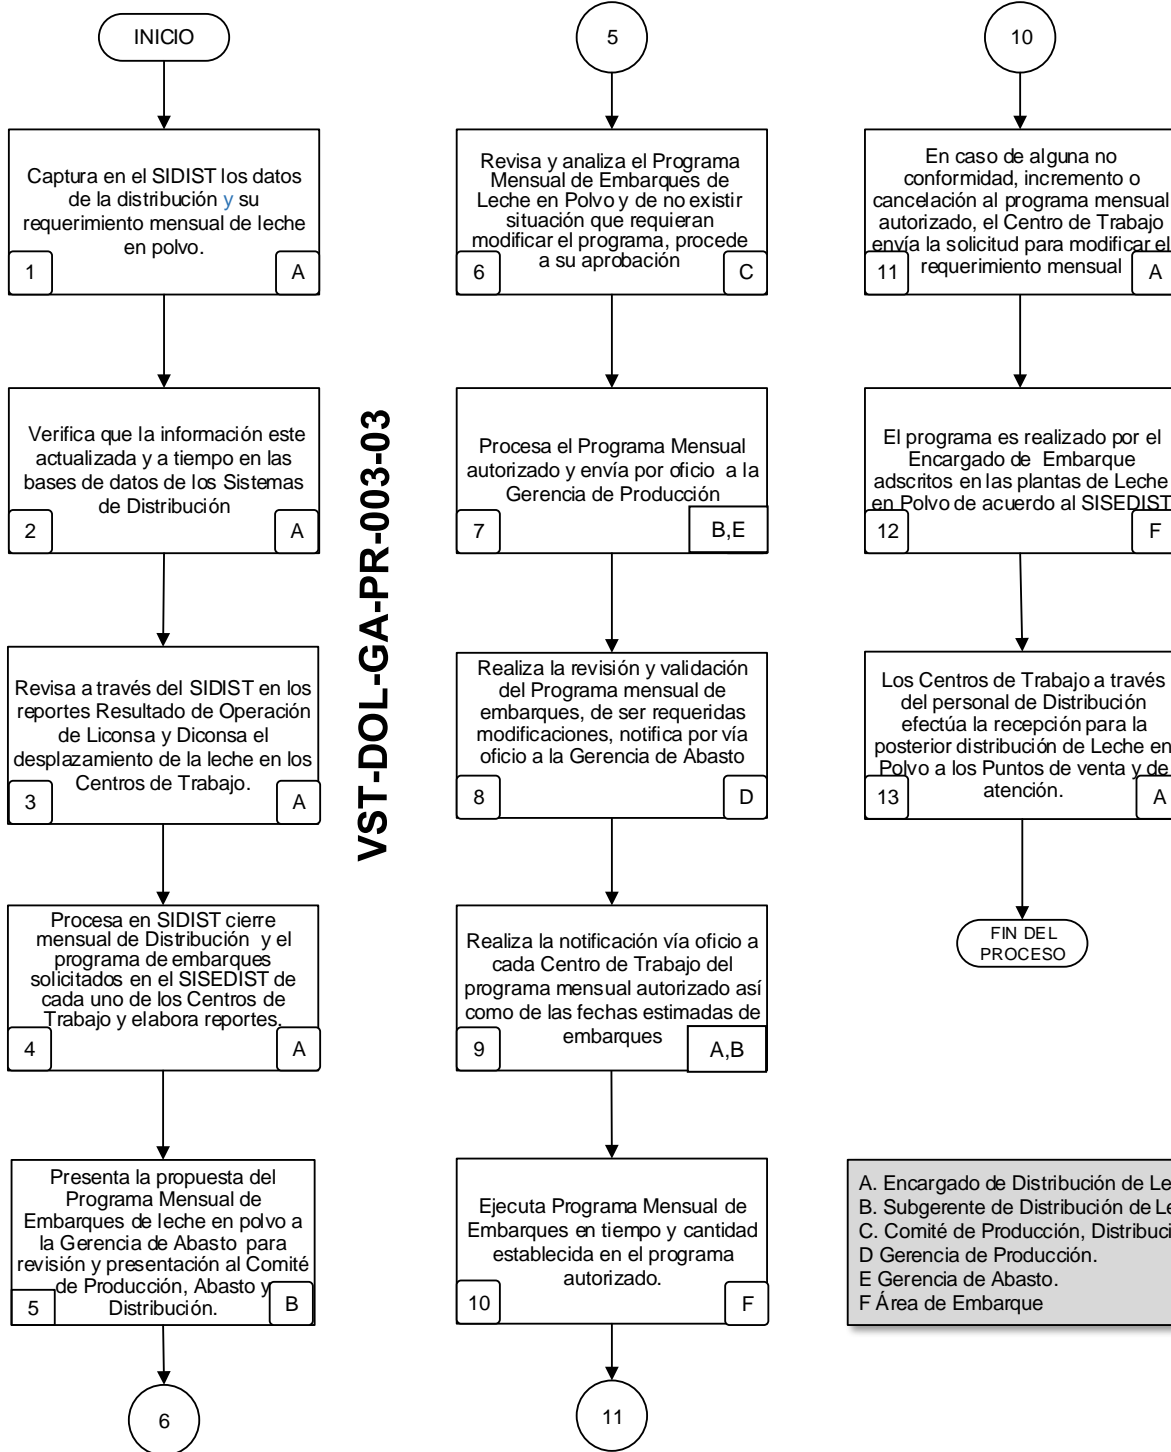 INICIO
Captura en el SIDIST los datos
de la distribución y su
requerimiento mensual de leche
en polvo.
1
A
Verifica que la información este
actualizada y a tiempo en las
bases de datos de los Sistemas
de Distribución
2
A
Revisa a través del SIDIST en los
reportes Resultado de Operación
de Liconsa y Diconsa el
desplazamiento de la leche en los
Centros de Trabajo.
3
A
Procesa en SIDIST cierre
mensual de Distribución y el
programa de embarques
solicitados en el SISEDIST de
cada uno de los Centros de
Trabajo y elabora reportes.
4
A
Presenta la propuesta del
Programa Mensual de
Embarques de leche en polvo a
la Gerencia de Abasto para
revisión y presentación al Comité
de Producción, Abasto y
Distribución.
5
B
6
VST-DOL-GA-PR-003-03
5
Revisa y analiza el Programa
Mensual de Embarques de
Leche en Polvo y de no existir
situación que requieran
modificar el programa, procede
a su aprobación
6
C
Procesa el Programa Mensual
autorizado y envía por oficio a la
Gerencia de Producción
7
B,E
Realiza la revisión y validación
del Programa mensual de
embarques, de ser requeridas
modificaciones, notifica por vía
oficio a la Gerencia de Abasto
8
D
Realiza la notificación vía oficio a
cada Centro de Trabajo del
programa mensual autorizado así
como de las fechas estimadas de
embarques
9
A,B
Ejecuta Programa Mensual de
Embarques en tiempo y cantidad
establecida en el programa
autorizado.
10
F
11
10
En caso de alguna no
conformidad, incremento o
cancelación al programa mensual
autorizado, el Centro de Trabajo
envía la solicitud para modificar el
requerimiento mensual
11
A
El programa es realizado por el
Encargado de Embarque
adscritos en las plantas de Leche
en Polvo de acuerdo al SISEDIST
12
F
Los Centros de Trabajo a través
del personal de Distribución
efectúa la recepción para la
posterior distribución de Leche en
Polvo a los Puntos de venta y de
atención.
13
A
FIN DEL
PROCESO
A. Encargado de Distribución de
B. Subgerente de Distribución de
C. Comité de Producción,
D Gerencia de Producción.
E Gerencia de Abasto.
F Área de Embarque